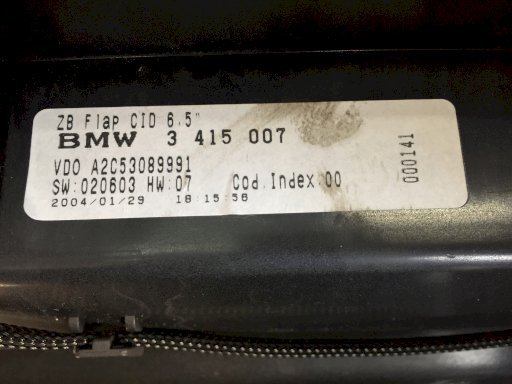 ZB Flap CID 6.5"
BMW 3 415 007
VDO A2C53089991
SW:020603 HW:07 Cod.Index:00
2004/01/29 18:15:56
000141